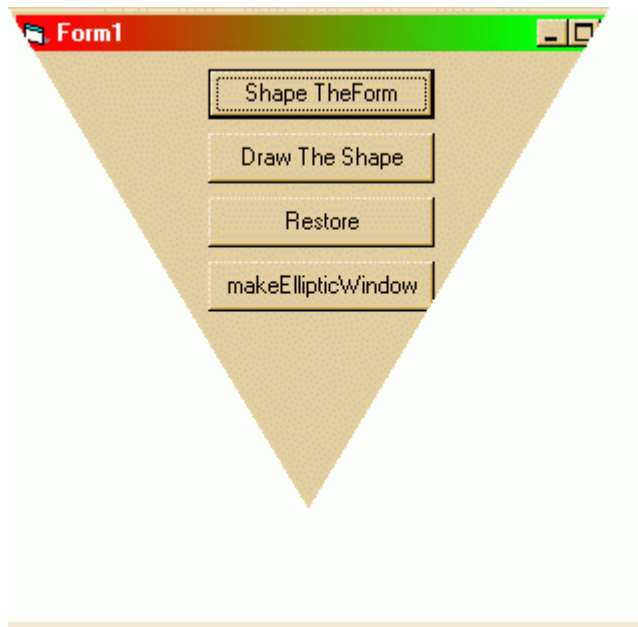 Form1
Shape TheForm
Draw The Shape
Restore
makeEllipticWindow